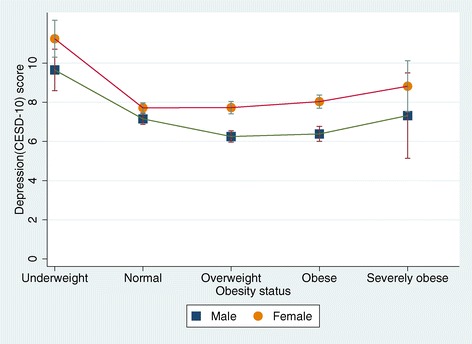 Depression(CESD-10) score
10
8
6
4
2
0
Underweight Normal Overweight Obese Severely obese
Obesity status
Male Female